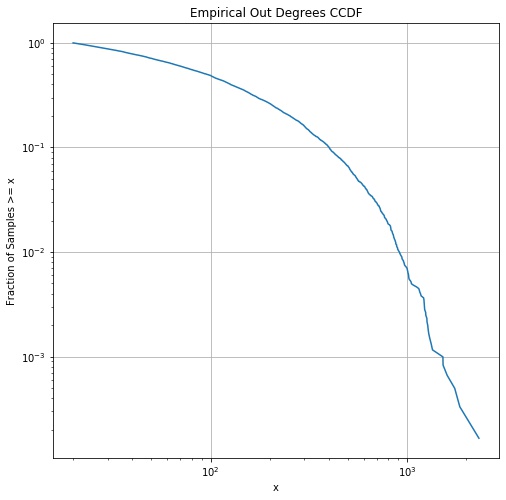 Empirical Out Degrees CCDF
Fraction of Samples >= x
10⁰
10⁻¹
10⁻²
10⁻³
10²
10³
x